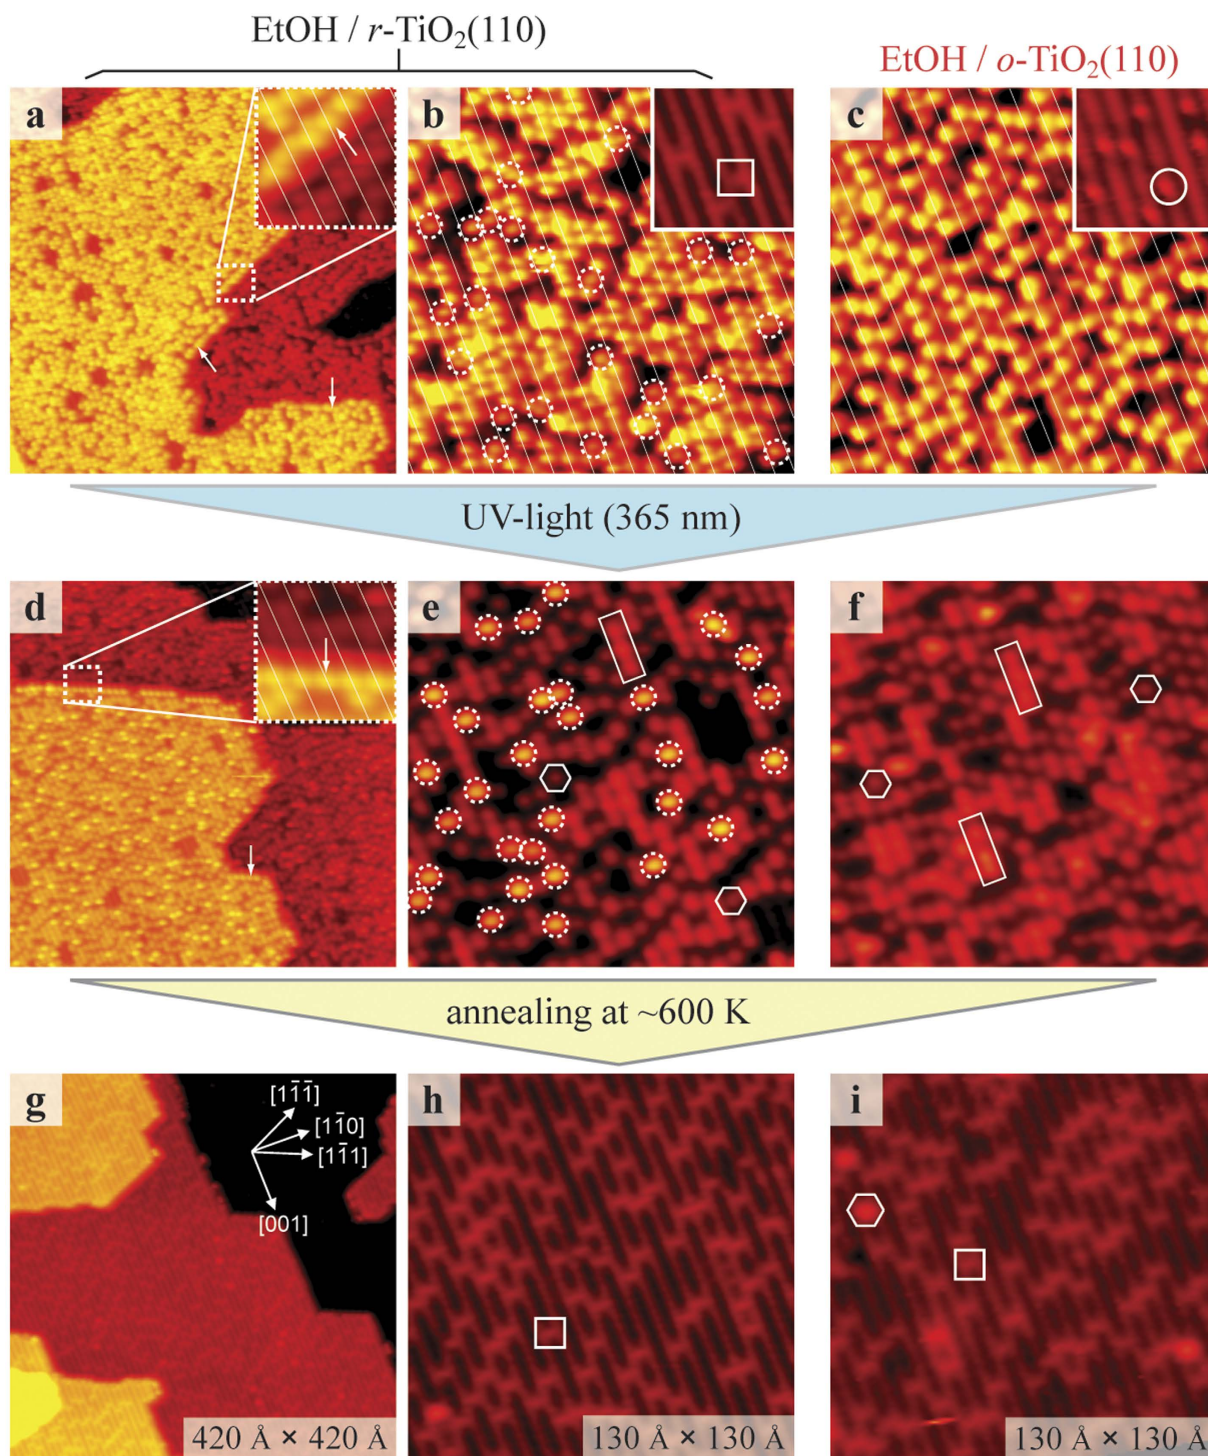 EtOH / r-TiO₂(110)
EtOH / o-TiO₂(110)
a
b
c
UV-light (365 nm)
d
e
f
annealing at ~600 K
g
h
i
[11̄1̄]
[11̄0]
[11̄1]
[001]
420 Å × 420 Å
130 Å × 130 Å
130 Å × 130 Å